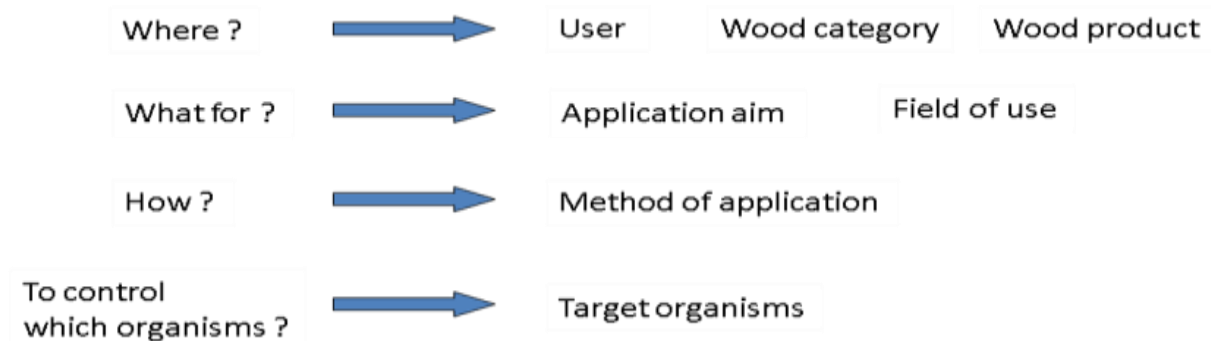 Where ? User Wood category Wood product
What for ? Application aim Field of use
How ? Method of application
To control
which organisms ? Target organisms